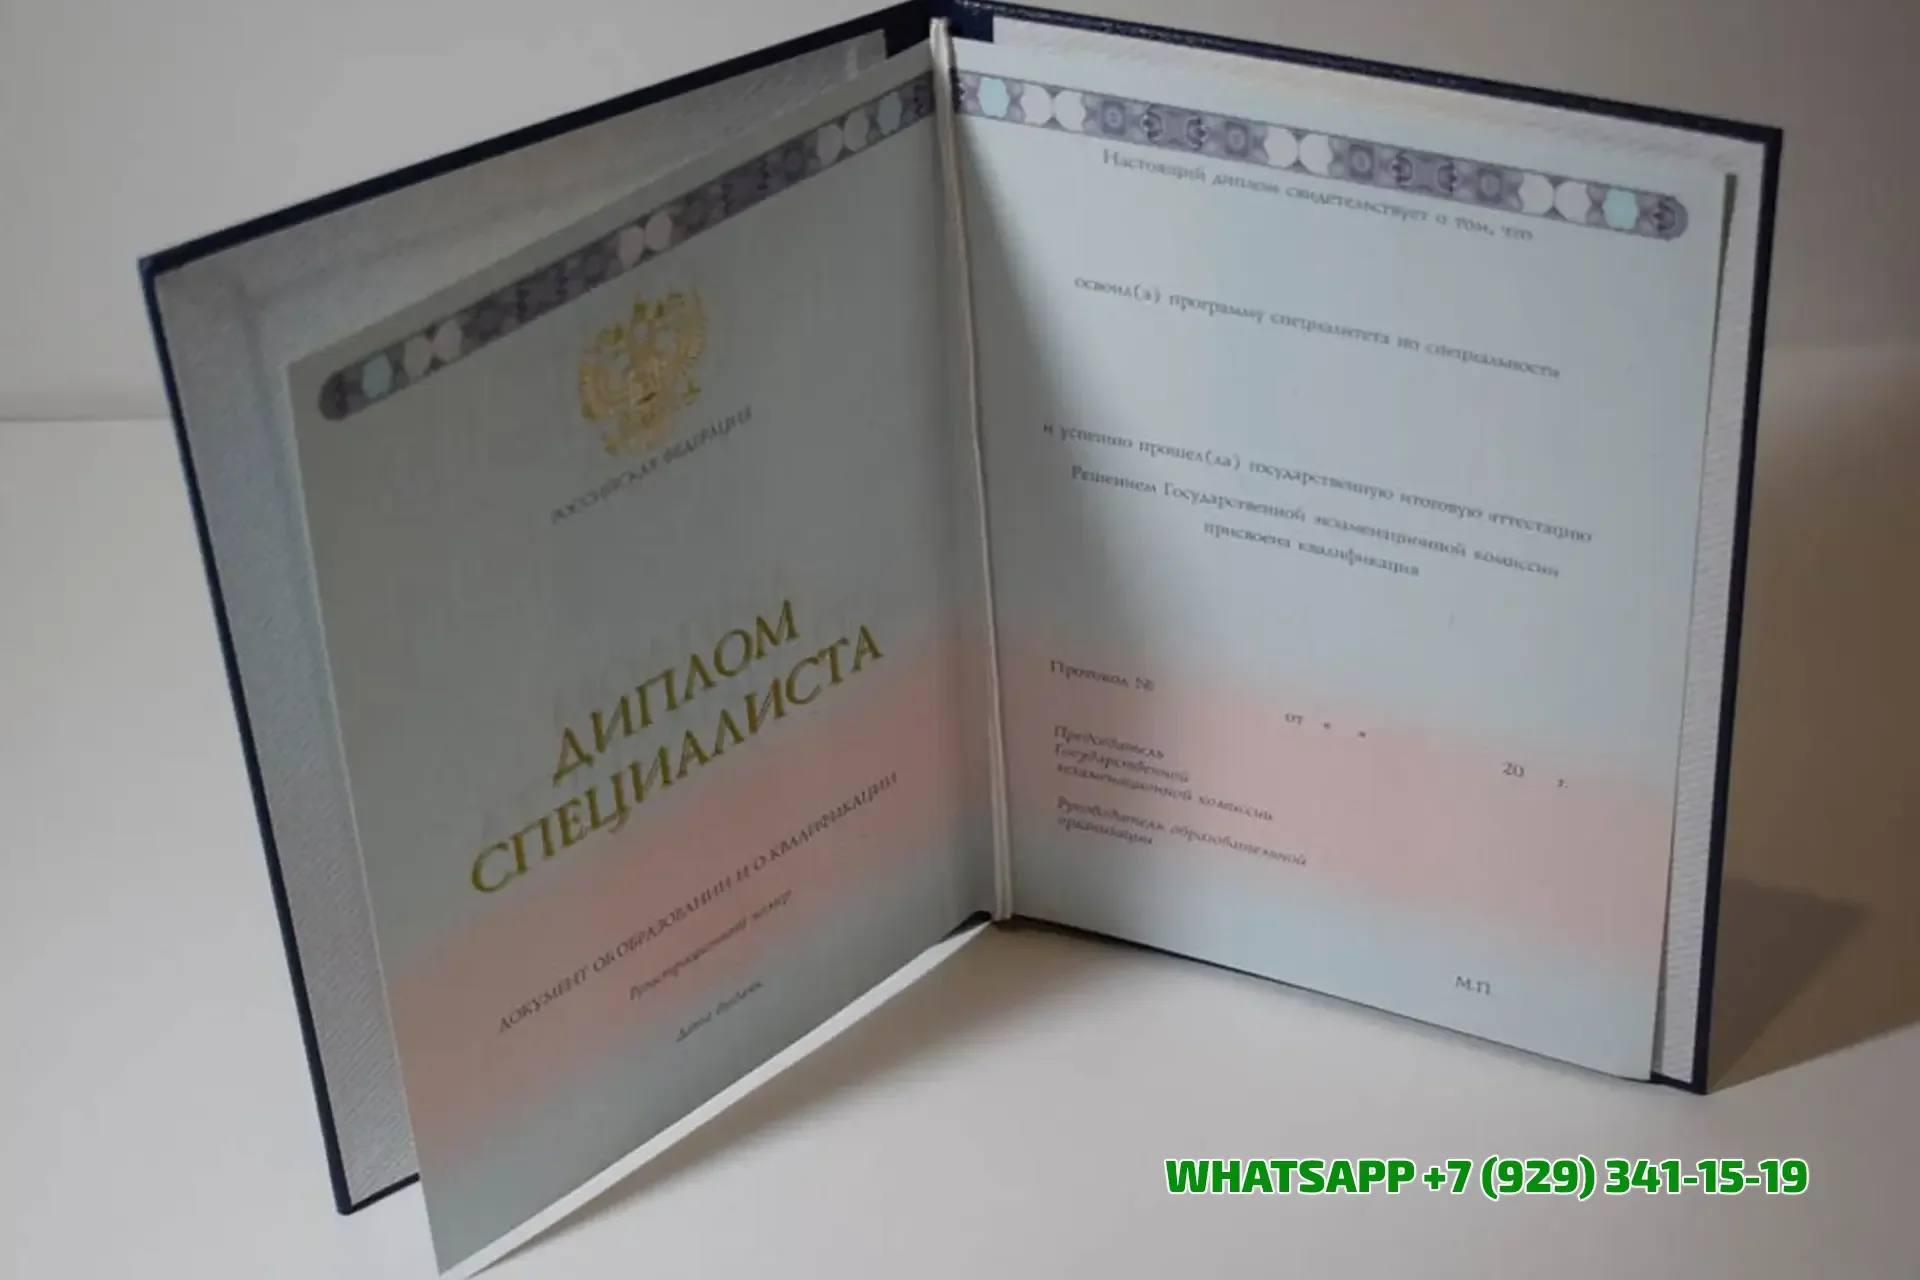 РОССИЙСКАЯ ФЕДЕРАЦИЯ
ДИПЛОМ
СПЕЦИАЛИСТА
ДОКУМЕНТ ОБ ОБРАЗОВАНИИ И О КВАЛИФИКАЦИИ
Регистрационный номер
Дата выдачи
Настоящий диплом свидетельствует о том, что
освоил(а) программу специалитета по специальности
и успешно прошел(ла) государственную итоговую аттестацию
Решением Государственной экзаменационной комиссии
присвоена квалификация
Протокол №
от « »
20 г.
Председатель
Государственной
экзаменационной комиссии
Руководитель образовательной
организации
М.П.
WHATSAPP +7 (929) 341-15-19